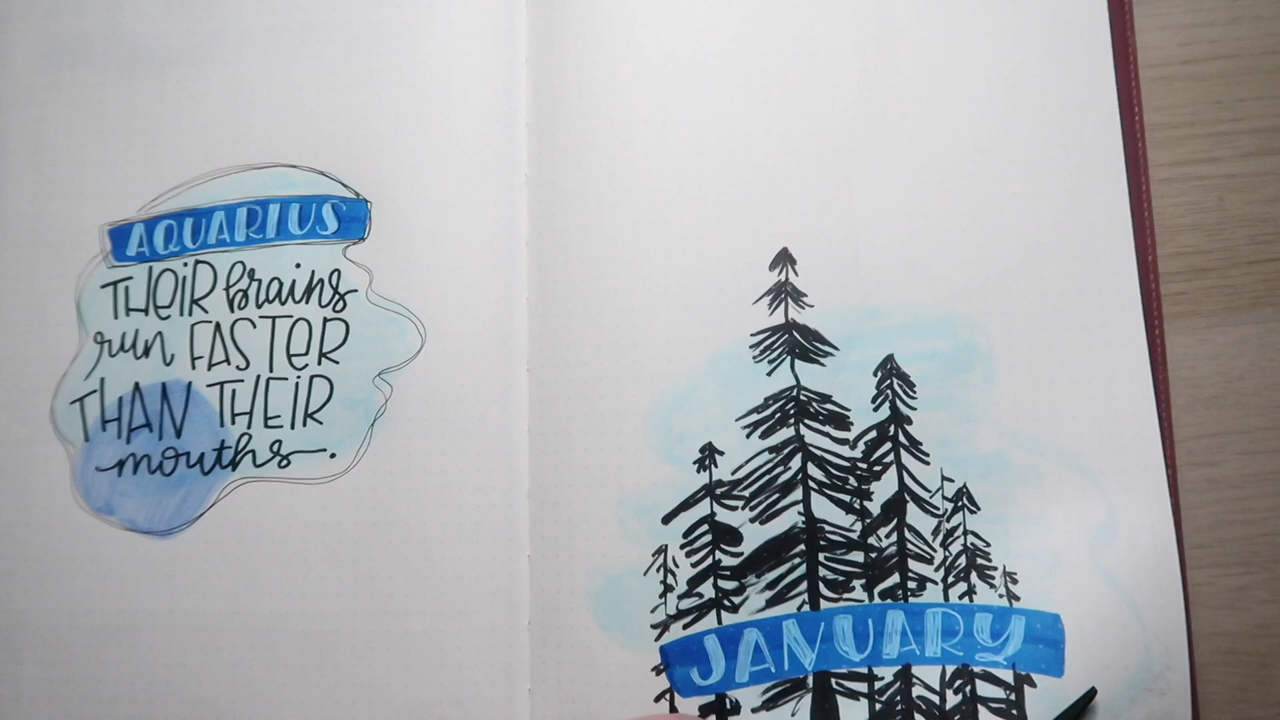 AQUARIUS
THEIR brains
run FASTER
THAN THEIR
mouths.
JANUARY